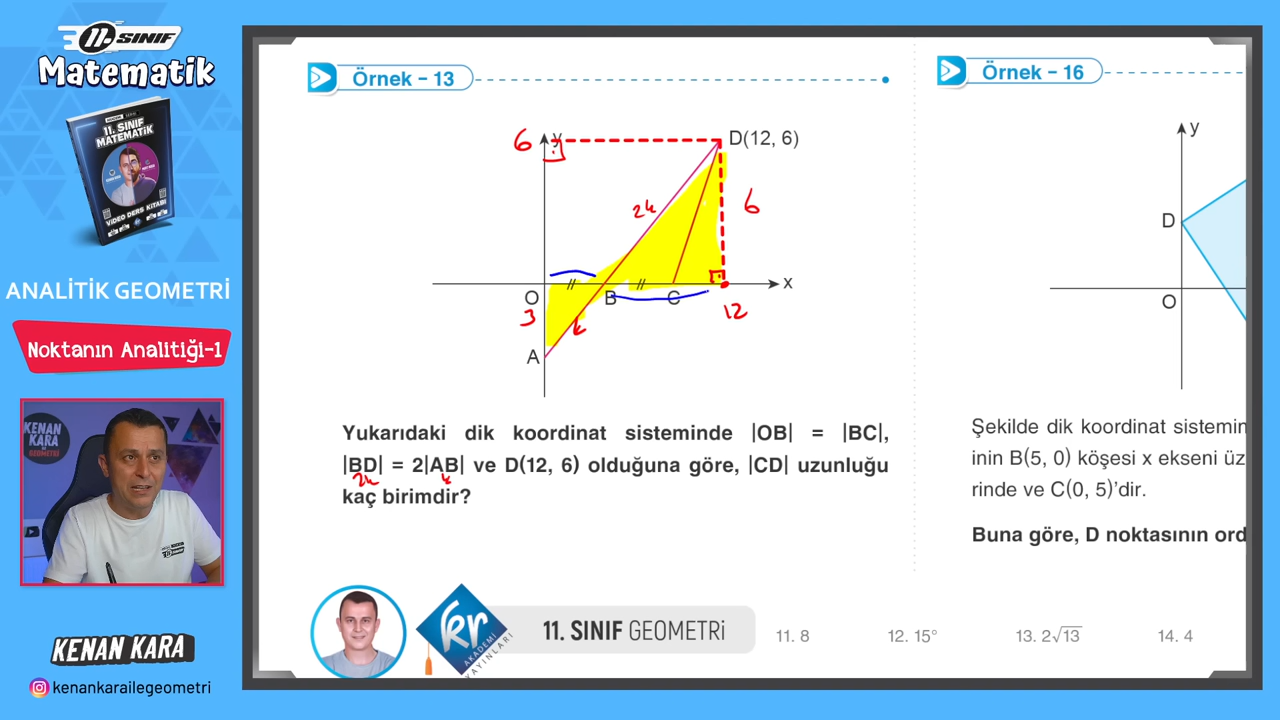 11. SINIF
Matematik
11. SINIF
MATEMATİK
VİDEO DERS KİTABI
ANALİTİK GEOMETRİ
Noktanın Analitiği-1
KENAN
KARA
ile
GEOMETRİ
KENAN KARA
kenankarailegeometri
Örnek - 13
6
y
D(12, 6)
2k
6
x
O
B
C
3
k
12
A
Yukarıdaki dik koordinat sisteminde |OB| = |BC|,
|BD| = 2|AB| ve D(12, 6) olduğuna göre, |CD| uzunluğu
2k
k
kaç birimdir?
Örnek - 16
y
D
O
Şekilde dik koordinat sistemin
inin B(5, 0) köşesi x ekseni üz
rinde ve C(0, 5)'dir.
Buna göre, D noktasının ord
kr
AKADEMİ
YAYINLARI
11. SINIF GEOMETRİ
11. 8
12. 15°
13. 2√13
14. 4